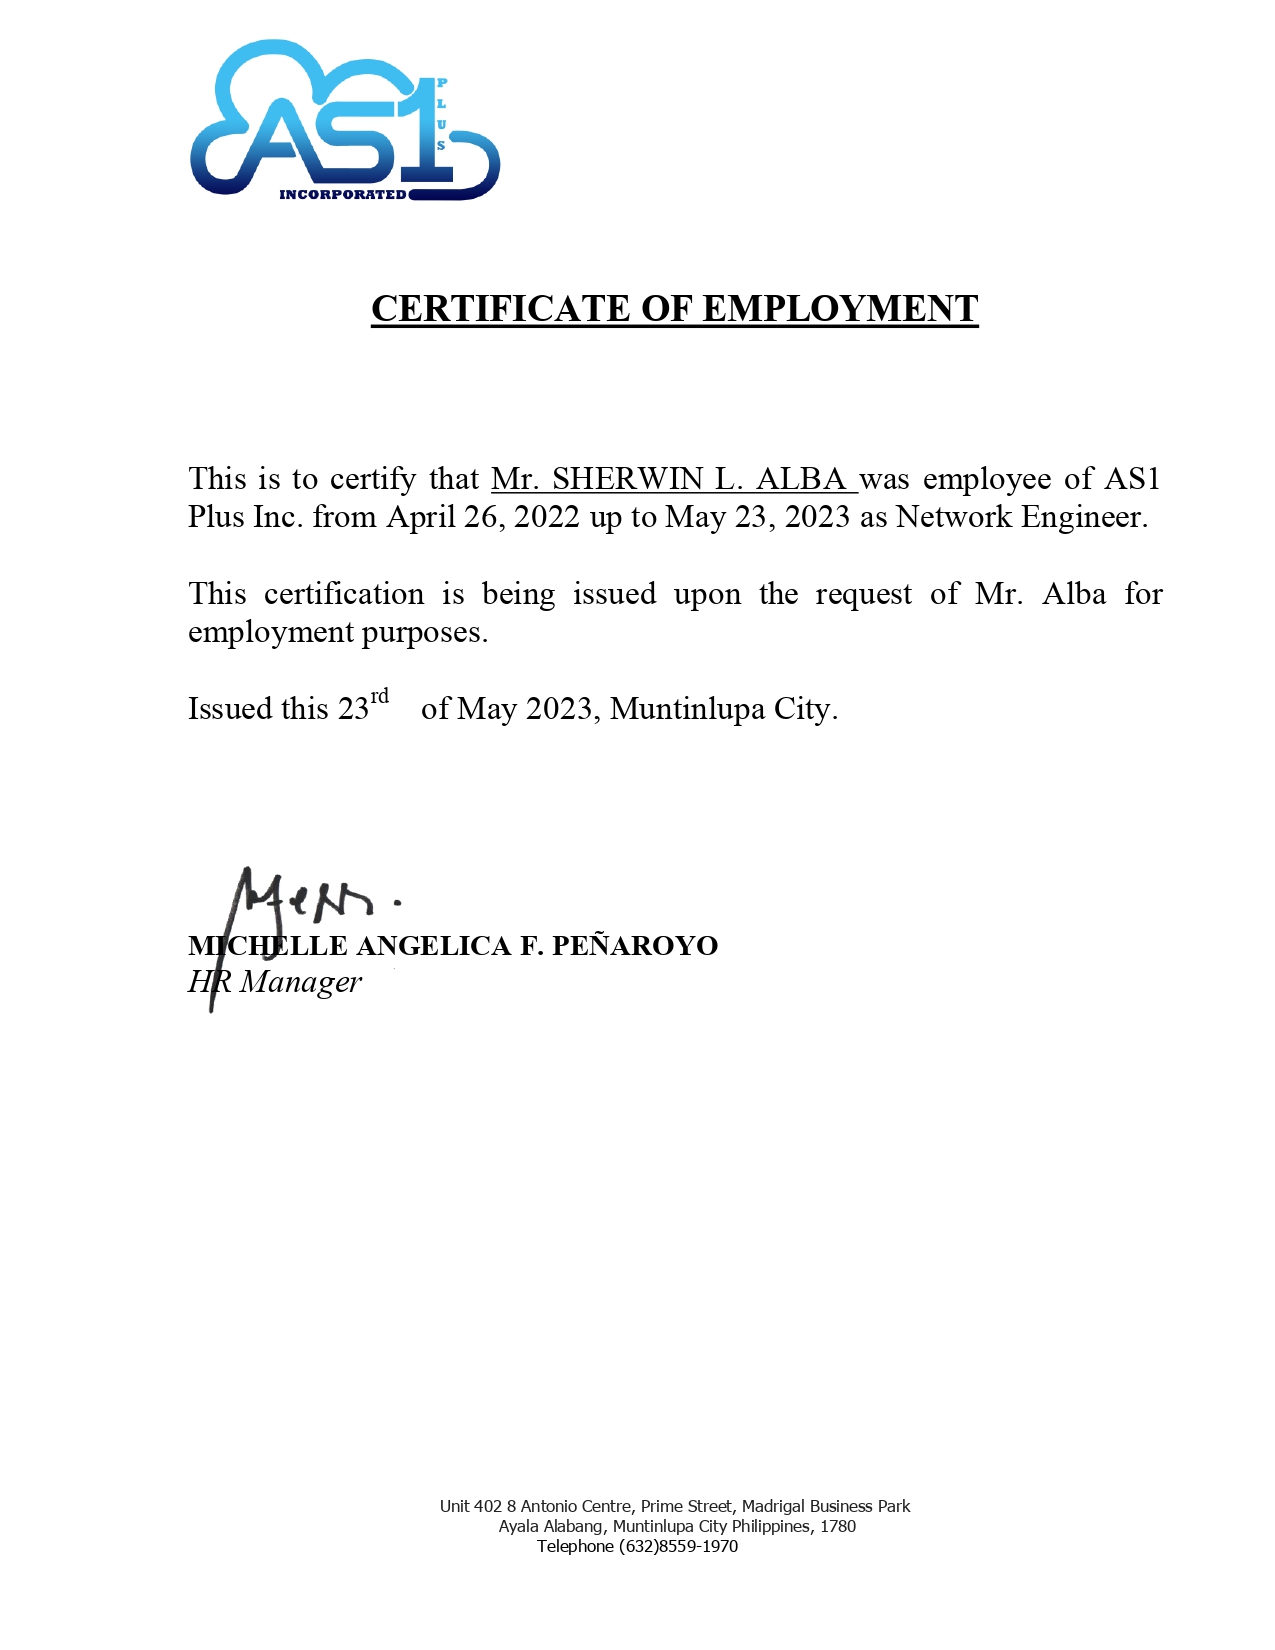 AS1
PLUS
INCORPORATED
CERTIFICATE OF EMPLOYMENT
This is to certify that Mr. SHERWIN L. ALBA was employee of AS1
Plus Inc. from April 26, 2022 up to May 23, 2023 as Network Engineer.
This certification is being issued upon the request of Mr. Alba for
employment purposes.
Issued this 23rd of May 2023, Muntinlupa City.
MICHELLE ANGELICA F. PEÑAROYO
HR Manager
Unit 402 8 Antonio Centre, Prime Street, Madrigal Business Park
Ayala Alabang, Muntinlupa City Philippines, 1780
Telephone (632)8559-1970